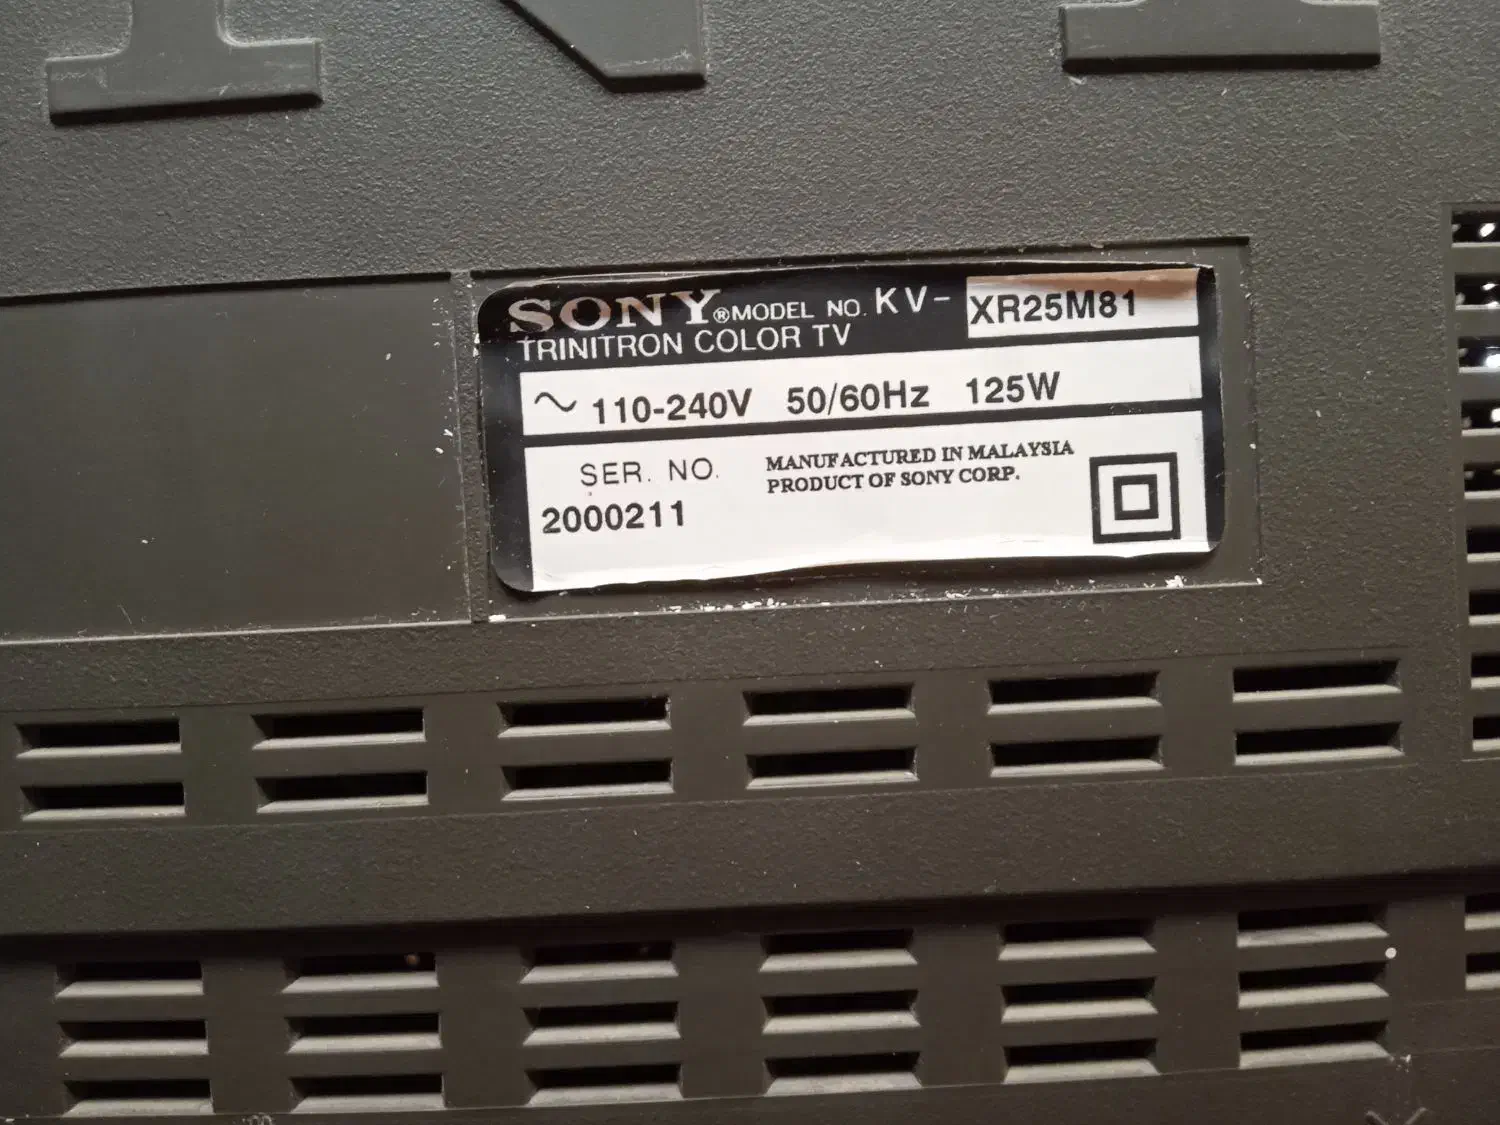 SONY® MODEL NO. KV- XR25M81
TRINITRON COLOR TV
~ 110-240V 50/60Hz 125W
SER. NO.
2000211
MANUFACTURED IN MALAYSIA
PRODUCT OF SONY CORP.